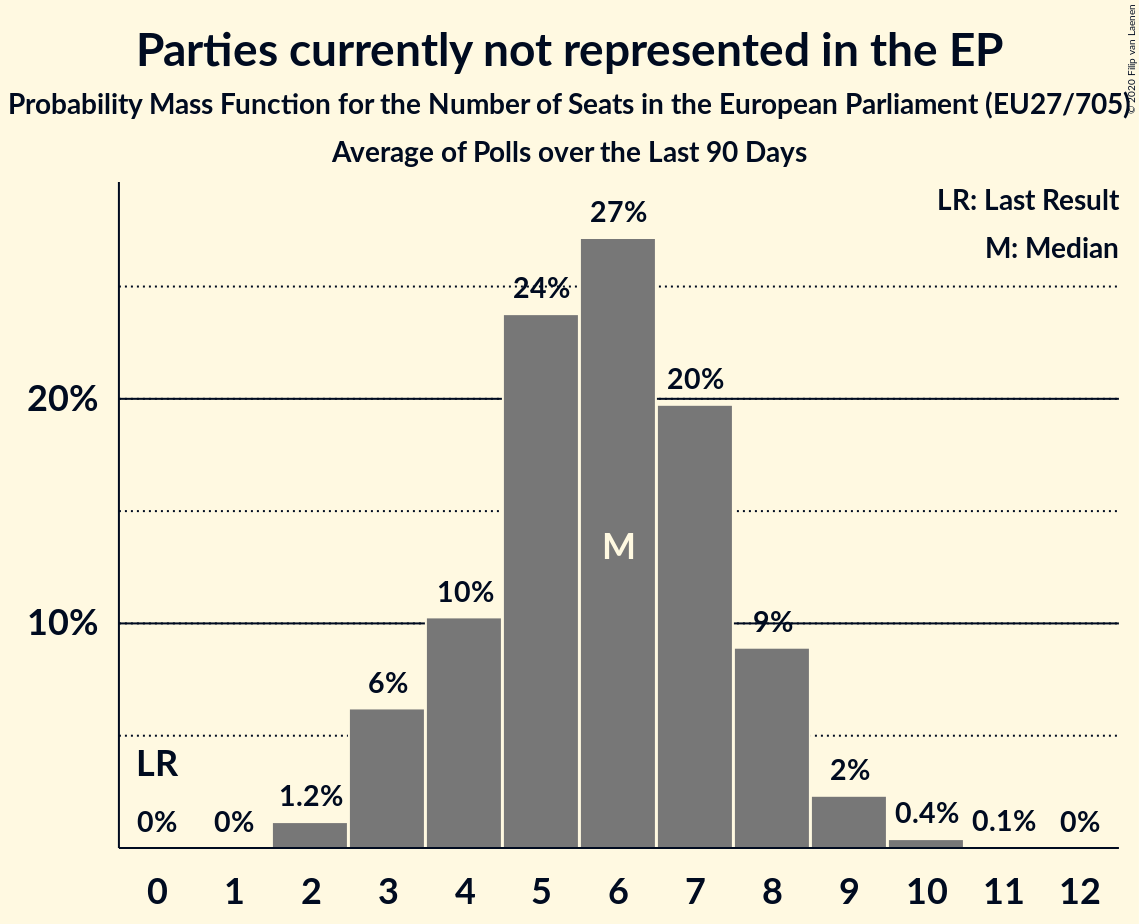 Parties currently not represented in the EP
Probability Mass Function for the Number of Seats in the European Parliament (EU27/705)
Average of Polls over the Last 90 Days
© 2020 Filip van Laenen
LR: Last Result
M: Median
27%
24%
20%
20%
10%
10%
9%
6%
M
LR
0%
0%
1.2%
2%
0.4%
0.1%
0%
0 1 2 3 4 5 6 7 8 9 10 11 12